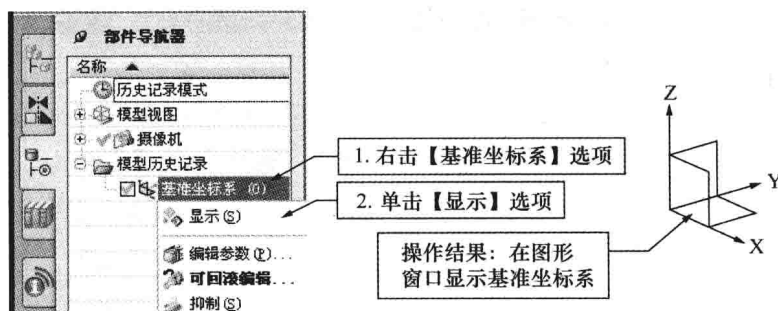 部件导航器
名称
历史记录模式
模型视图
摄像机
模型历史记录
基准坐标系 (0)
显示(S)
编辑参数(P)...
可回滚编辑...
抑制(S)
1. 右击【基准坐标系】选项
2. 单击【显示】选项
操作结果：在图形
窗口显示基准坐标系
Z
Y
X